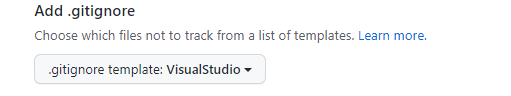 Add .gitignore
Choose which files not to track from a list of templates. Learn more.
.gitignore template: VisualStudio